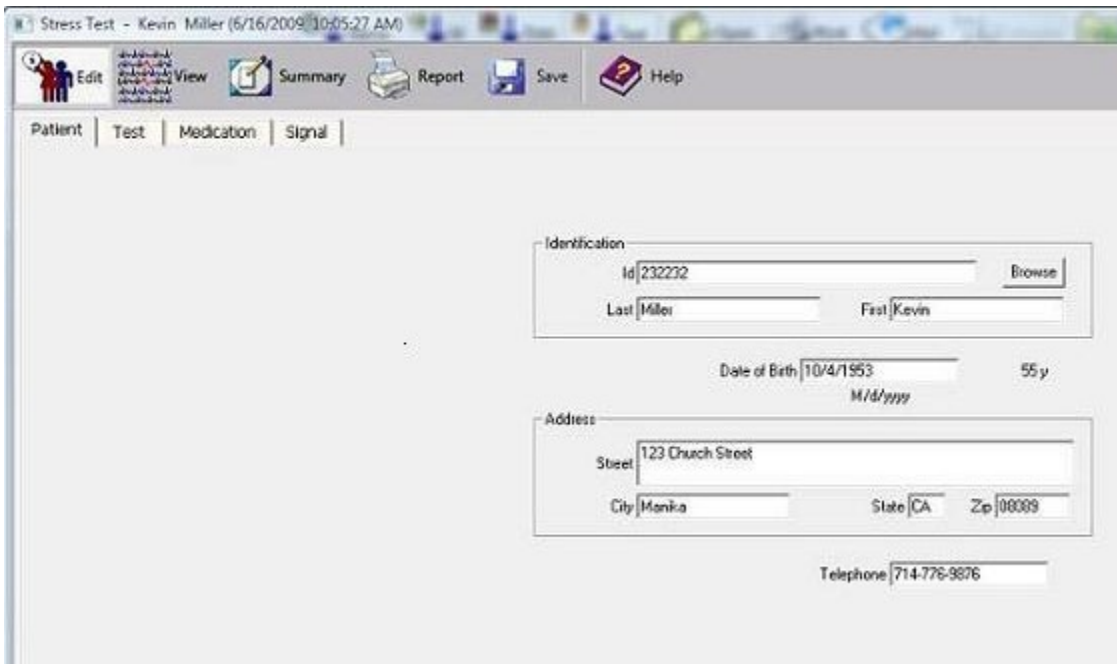 Stress Test - Kevin Miller (6/16/2009 10:05:27 AM)
Edit View Summary Report Save Help
Patient Test Medication Signal
Identification
Id 232232 Browse
Last Miller First Kevin
Date of Birth 10/4/1953 55 y
M/d/yyyy
Address
Street 123 Church Street
City Manika State CA Zip 08089
Telephone 714-776-9876